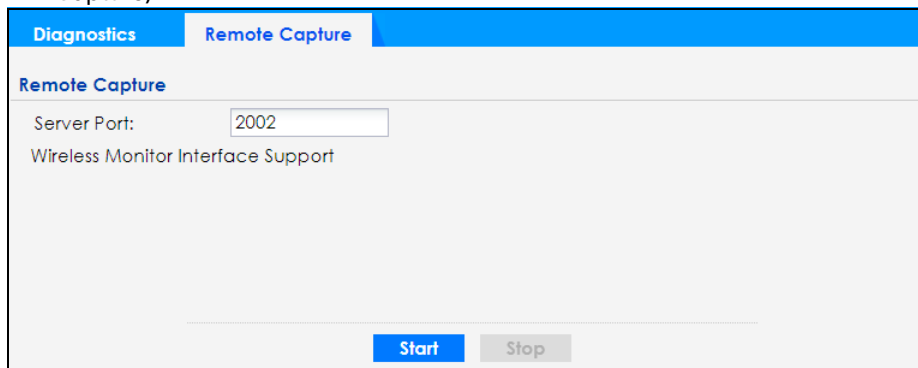 Diagnostics Remote Capture
Remote Capture
Server Port: 2002
Wireless Monitor Interface Support
Start Stop